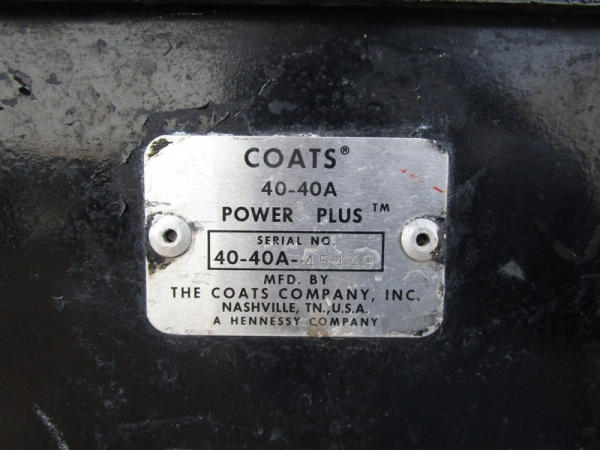 COATS®
40-40A
POWER PLUS™
SERIAL NO.
40-40A-45449
MFD. BY
THE COATS COMPANY, INC.
NASHVILLE, TN.,U.S.A.
A HENNESSY COMPANY